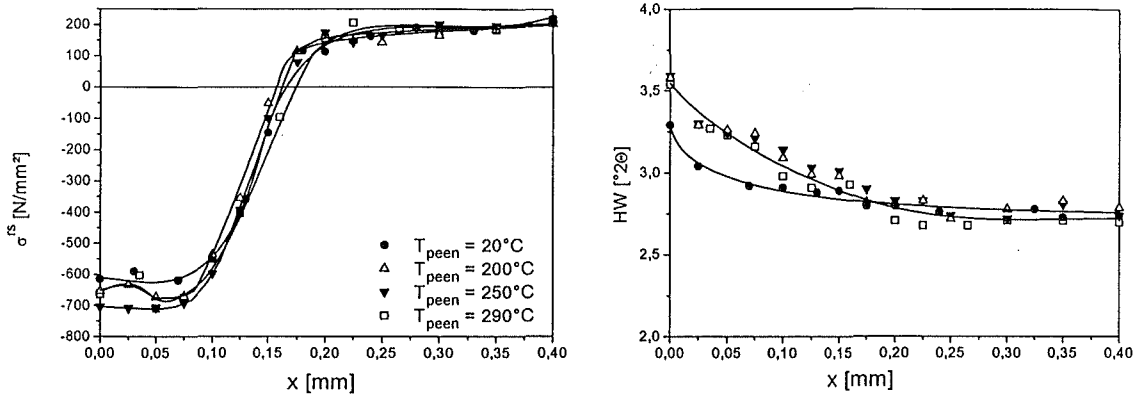 200
100
0
-100
-200
-300
-400
-500
-600
-700
-800
σ^rs [N/mm²]
T_peen = 20°C
T_peen = 200°C
T_peen = 250°C
T_peen = 290°C
0,00 0,05 0,10 0,15 0,20 0,25 0,30 0,35 0,40
x [mm]
4,0
3,5
3,0
2,5
2,0
HW [°2Θ]
0,00 0,05 0,10 0,15 0,20 0,25 0,30 0,35 0,40
x [mm]